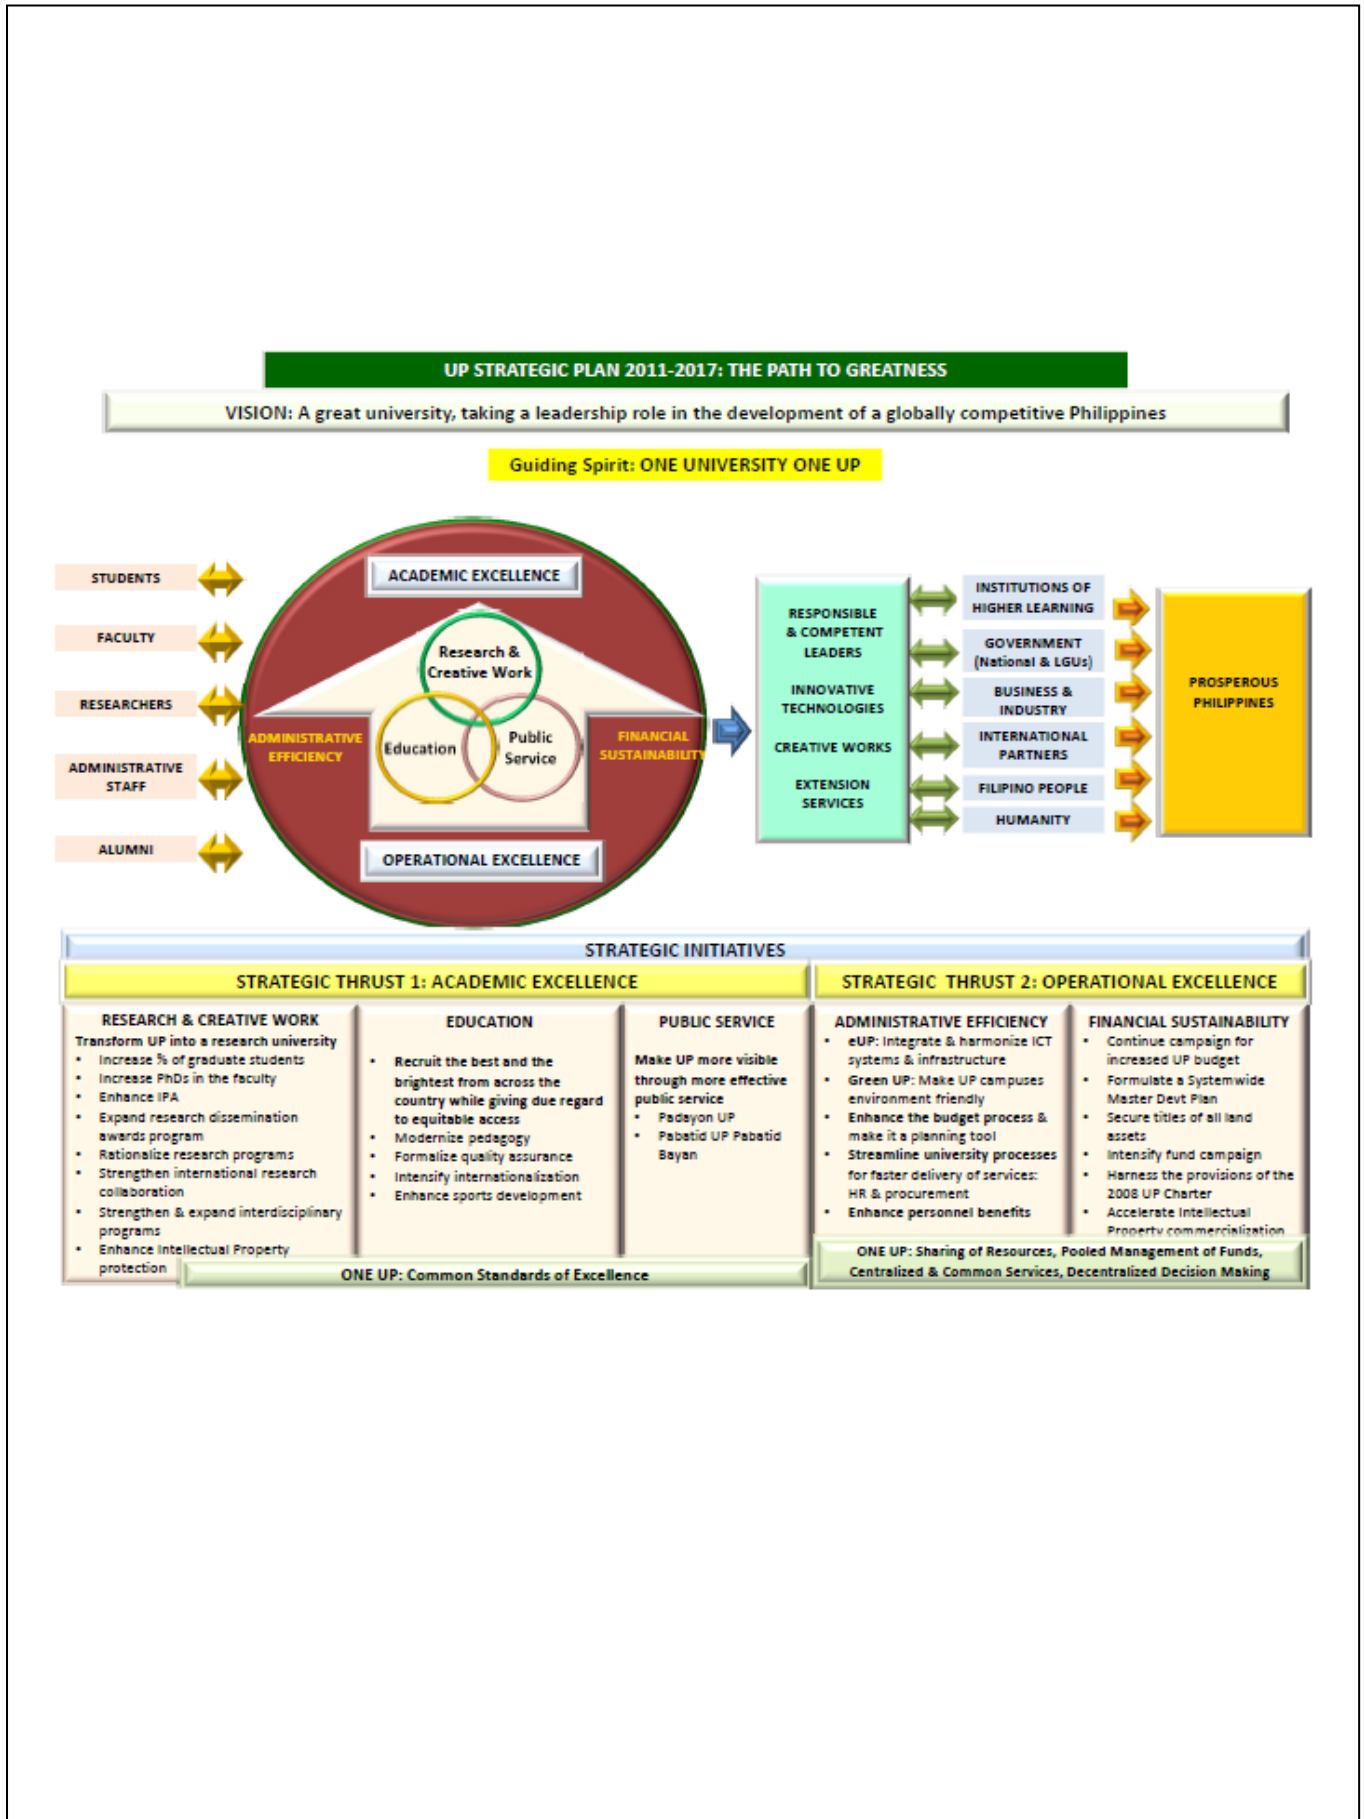 UP STRATEGIC PLAN 2011-2017: THE PATH TO GREATNESS
VISION: A great university, taking a leadership role in the development of a globally competitive Philippines
Guiding Spirit: ONE UNIVERSITY ONE UP
STUDENTS
FACULTY
RESEARCHERS
ADMINISTRATIVE
STAFF
ALUMNI
ACADEMIC EXCELLENCE
Research &
Creative Work
ADMINISTRATIVE
EFFICIENCY
Education
Public
Service
FINANCIAL
SUSTAINABILITY
OPERATIONAL EXCELLENCE
RESPONSIBLE
& COMPETENT
LEADERS
INNOVATIVE
TECHNOLOGIES
CREATIVE WORKS
EXTENSION
SERVICES
INSTITUTIONS OF
HIGHER LEARNING
GOVERNMENT
(National & LGUs)
BUSINESS &
INDUSTRY
INTERNATIONAL
PARTNERS
FILIPINO PEOPLE
HUMANITY
PROSPEROUS
PHILIPPINES
STRATEGIC INITIATIVES
STRATEGIC THRUST 1: ACADEMIC EXCELLENCE
RESEARCH & CREATIVE WORK
Transform UP into a research university
• Increase % of graduate students
• Increase PhDs in the faculty
• Enhance IPA
• Expand research dissemination
awards program
• Rationalize research programs
• Strengthen international research
collaboration
• Strengthen & expand interdisciplinary
programs
• Enhance Intellectual Property
protection
EDUCATION
• Recruit the best and the
brightest from across the
country while giving due regard
to equitable access
• Modernize pedagogy
• Formalize quality assurance
• Intensify internationalization
• Enhance sports development
PUBLIC SERVICE
Make UP more visible
through more effective
public service
• Padayon UP
• Pabatid UP Pabatid
Bayan
ONE UP: Common Standards of Excellence
STRATEGIC THRUST 2: OPERATIONAL EXCELLENCE
ADMINISTRATIVE EFFICIENCY
• eUP: Integrate & harmonize ICT
systems & infrastructure
• Green UP: Make UP campuses
environment friendly
• Enhance the budget process &
make it a planning tool
• Streamline university processes
for faster delivery of services:
HR & procurement
• Enhance personnel benefits
FINANCIAL SUSTAINABILITY
• Continue campaign for
increased UP budget
• Formulate a Systemwide
Master Devt Plan
• Secure titles of all land
assets
• Intensify fund campaign
• Harness the provisions of the
2008 UP Charter
• Accelerate Intellectual
Property commercialization
ONE UP: Sharing of Resources, Pooled Management of Funds,
Centralized & Common Services, Decentralized Decision Making